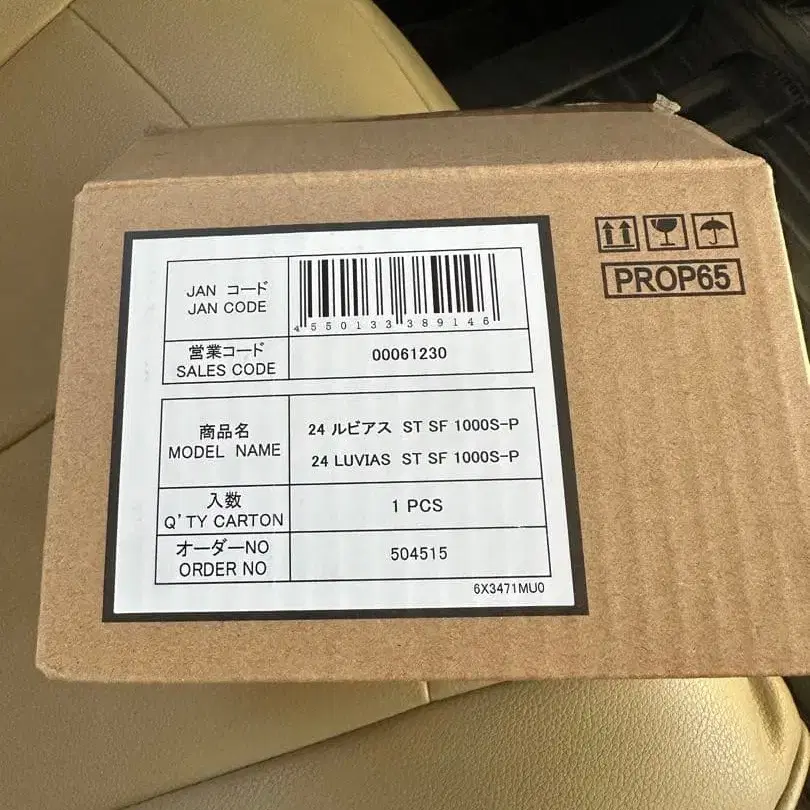 PROP65
JAN コード
JAN CODE
4550133389146
営業コード
SALES CODE
00061230
商品名
MODEL NAME
24 ルビアス ST SF 1000S-P
24 LUVIAS ST SF 1000S-P
入数
Q'TY CARTON
1 PCS
オーダーNO
ORDER NO
504515
6X3471MU0